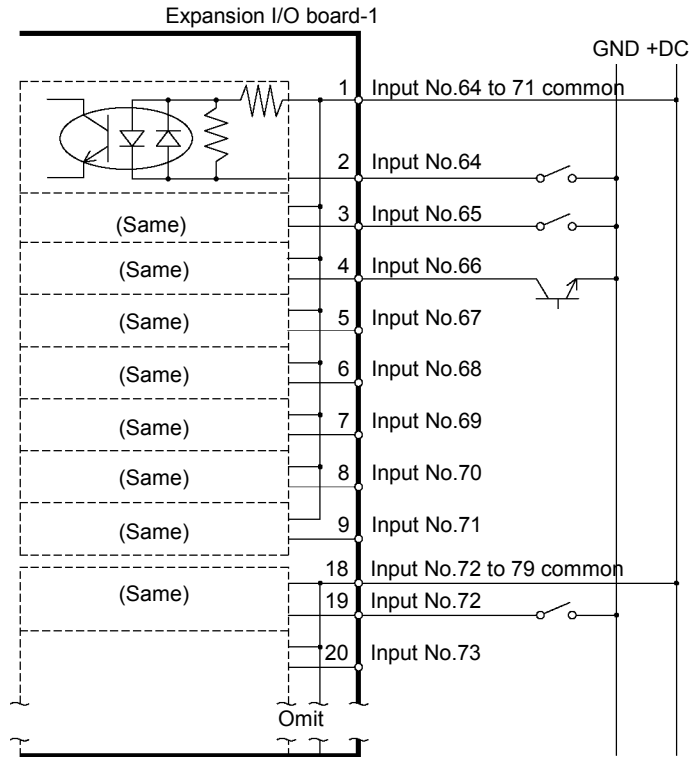 Expansion I/O board-1
GND +DC
1 Input No.64 to 71 common
2 Input No.64
(Same) 3 Input No.65
(Same) 4 Input No.66
(Same) 5 Input No.67
(Same) 6 Input No.68
(Same) 7 Input No.69
(Same) 8 Input No.70
(Same) 9 Input No.71
18 Input No.72 to 79 common
(Same) 19 Input No.72
20 Input No.73
Omit